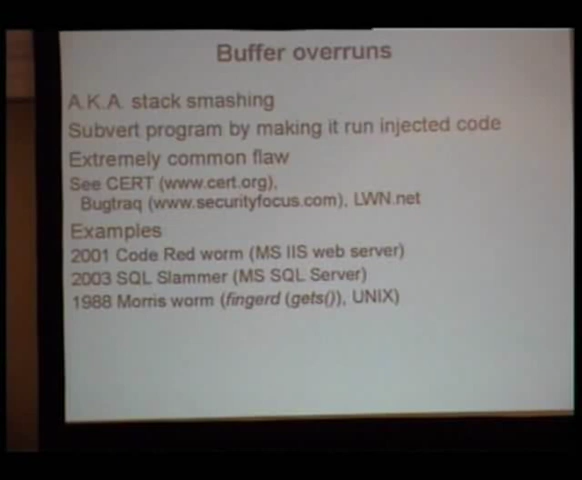 Buffer overruns
A.K.A. stack smashing
Subvert program by making it run injected code
Extremely common flaw
See CERT (www.cert.org),
Bugtraq (www.securityfocus.com), LWN.net
Examples
2001 Code Red worm (MS IIS web server)
2003 SQL Slammer (MS SQL Server)
1988 Morris worm (fingerd (gets()), UNIX)